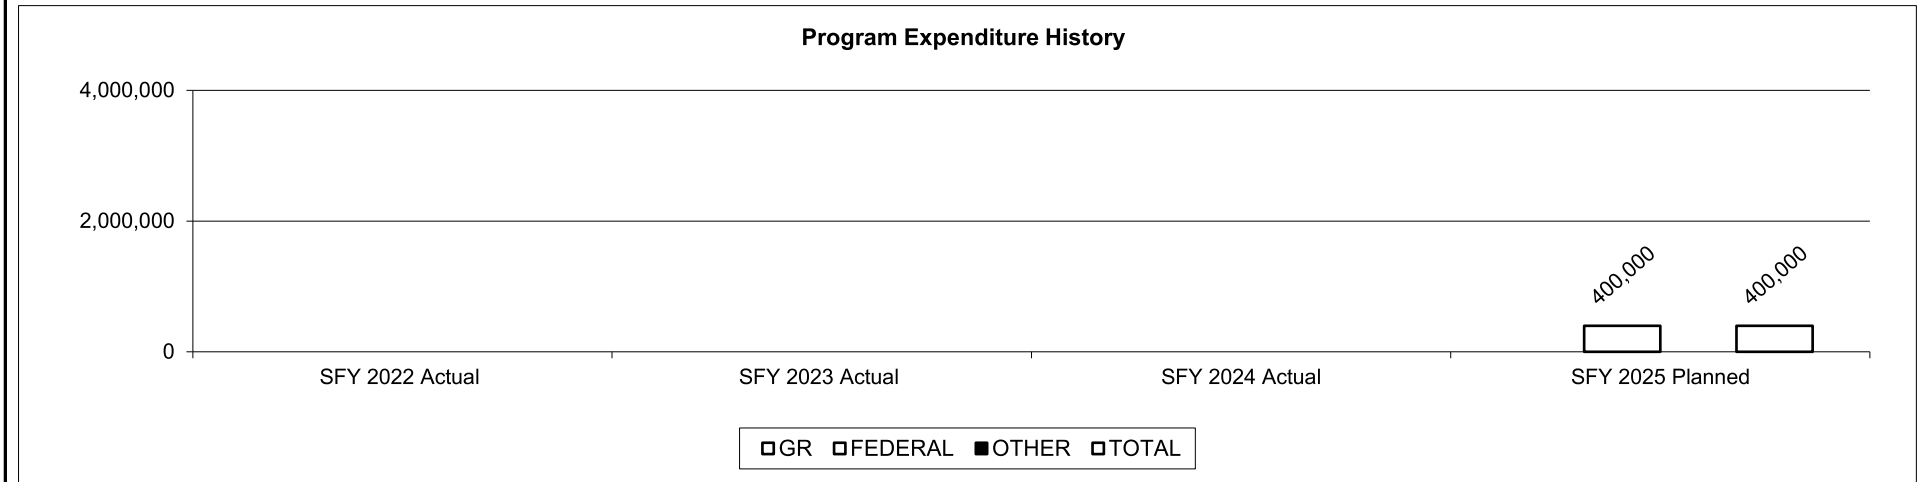 Program Expenditure History
4,000,000
2,000,000
0
400,000
400,000
SFY 2022 Actual
SFY 2023 Actual
SFY 2024 Actual
SFY 2025 Planned
GR FEDERAL OTHER TOTAL